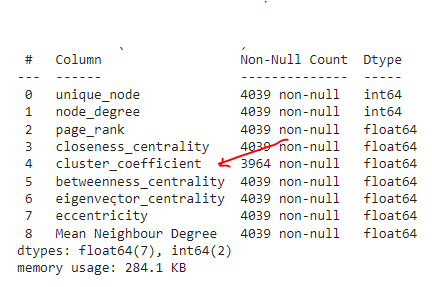 # Column Non-Null Count Dtype
--- ------ -------------- -----
0 unique_node 4039 non-null int64
1 node_degree 4039 non-null int64
2 page_rank 4039 non-null float64
3 closeness_centrality 4039 non-null float64
4 cluster_coefficient 3964 non-null float64
5 betweenness_centrality 4039 non-null float64
6 eigenvector_centrality 4039 non-null float64
7 eccentricity 4039 non-null float64
8 Mean Neighbour Degree 4039 non-null float64
dtypes: float64(7), int64(2)
memory usage: 284.1 KB